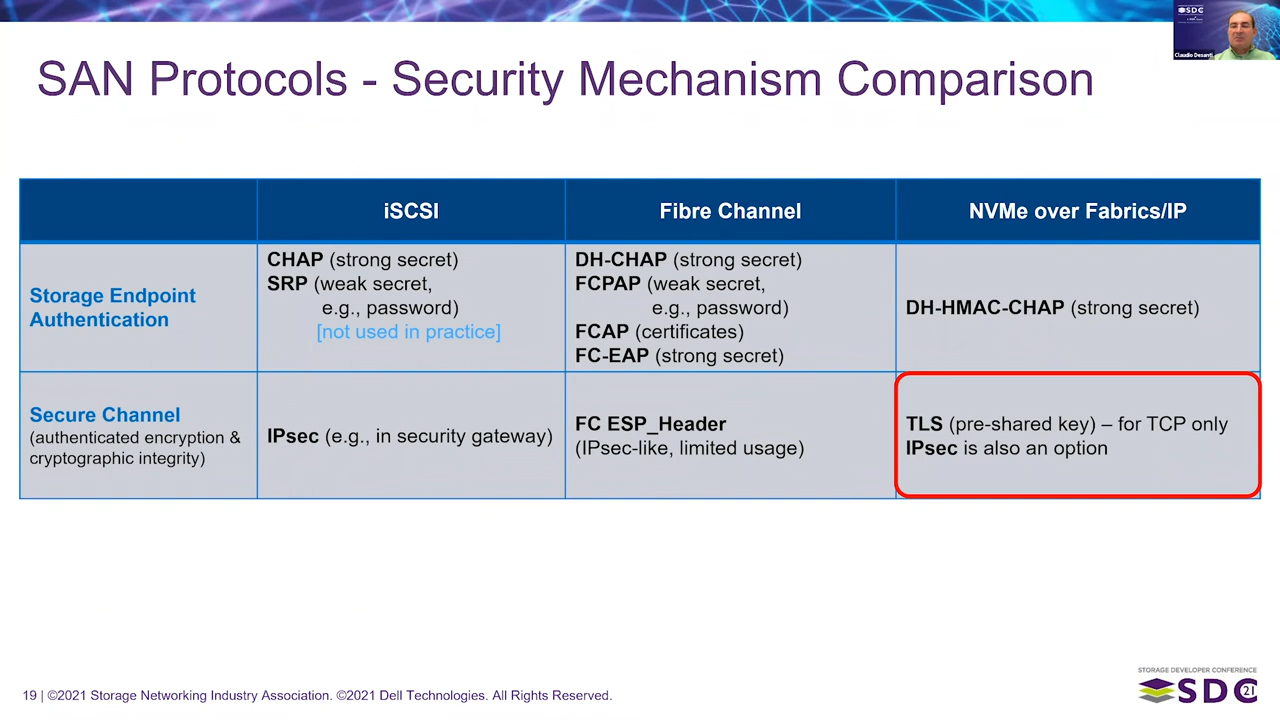 SDC
Claudio Desanti
SAN Protocols - Security Mechanism Comparison
iSCSI
Fibre Channel
NVMe over Fabrics/IP
Storage Endpoint
Authentication
CHAP (strong secret)
SRP (weak secret,
e.g., password)
[not used in practice]
DH-CHAP (strong secret)
FCPAP (weak secret,
e.g., password)
FCAP (certificates)
FC-EAP (strong secret)
DH-HMAC-CHAP (strong secret)
Secure Channel
(authenticated encryption &
cryptographic integrity)
IPsec (e.g., in security gateway)
FC ESP_Header
(IPsec-like, limited usage)
TLS (pre-shared key) – for TCP only
IPsec is also an option
19 | ©2021 Storage Networking Industry Association. ©2021 Dell Technologies. All Rights Reserved.
STORAGE DEVELOPER CONFERENCE
SDC 21